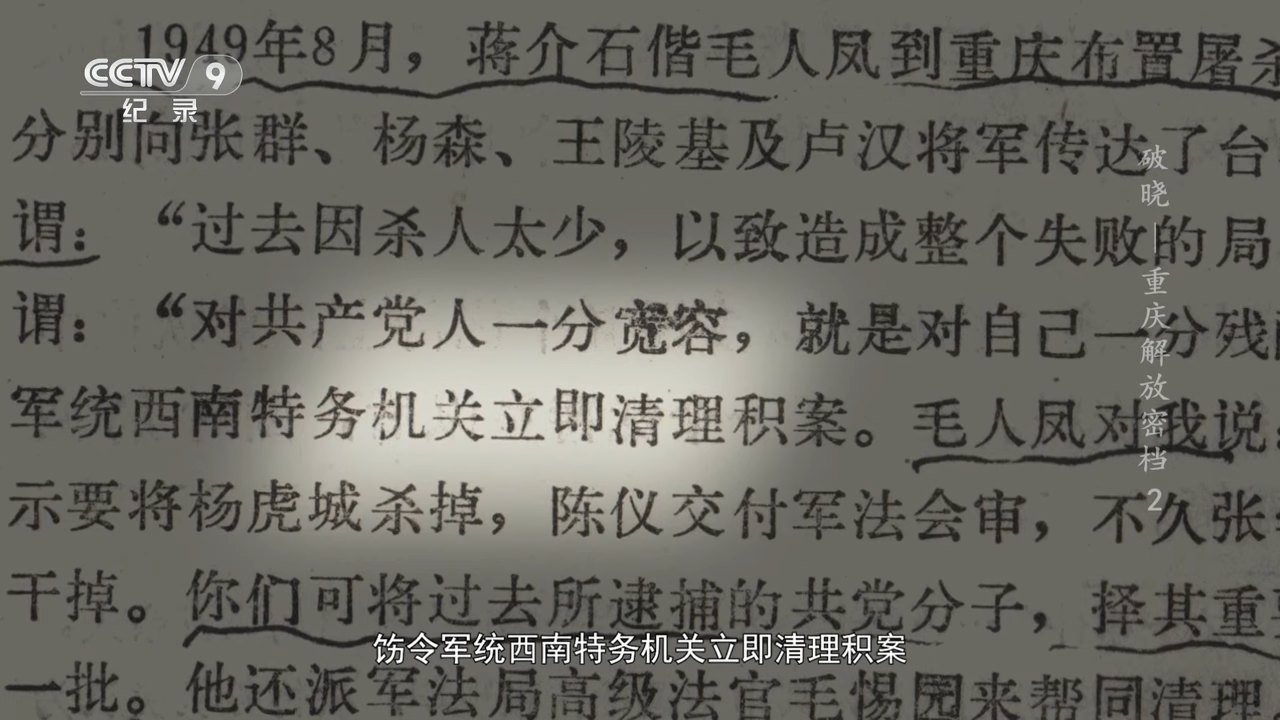 1949年8月，蒋介石偕毛人凤到重庆布置屠杀
分别向张群、杨森、王陵基及卢汉将军传达了台
谓：“过去因杀人太少，以致造成整个失败的局
谓：“对共产党人一分宽容，就是对自己一分残
军统西南特务机关立即清理积案。毛人凤对我说：
示要将杨虎城杀掉，陈仪交付军法会审，不久张
干掉。你们可将过去所逮捕的共党分子，择其重要
一批。他还派军法局高级法官毛惕园来帮同清理
CCTV 9
纪录
破晓——重庆解放密档 2
饬令军统西南特务机关立即清理积案